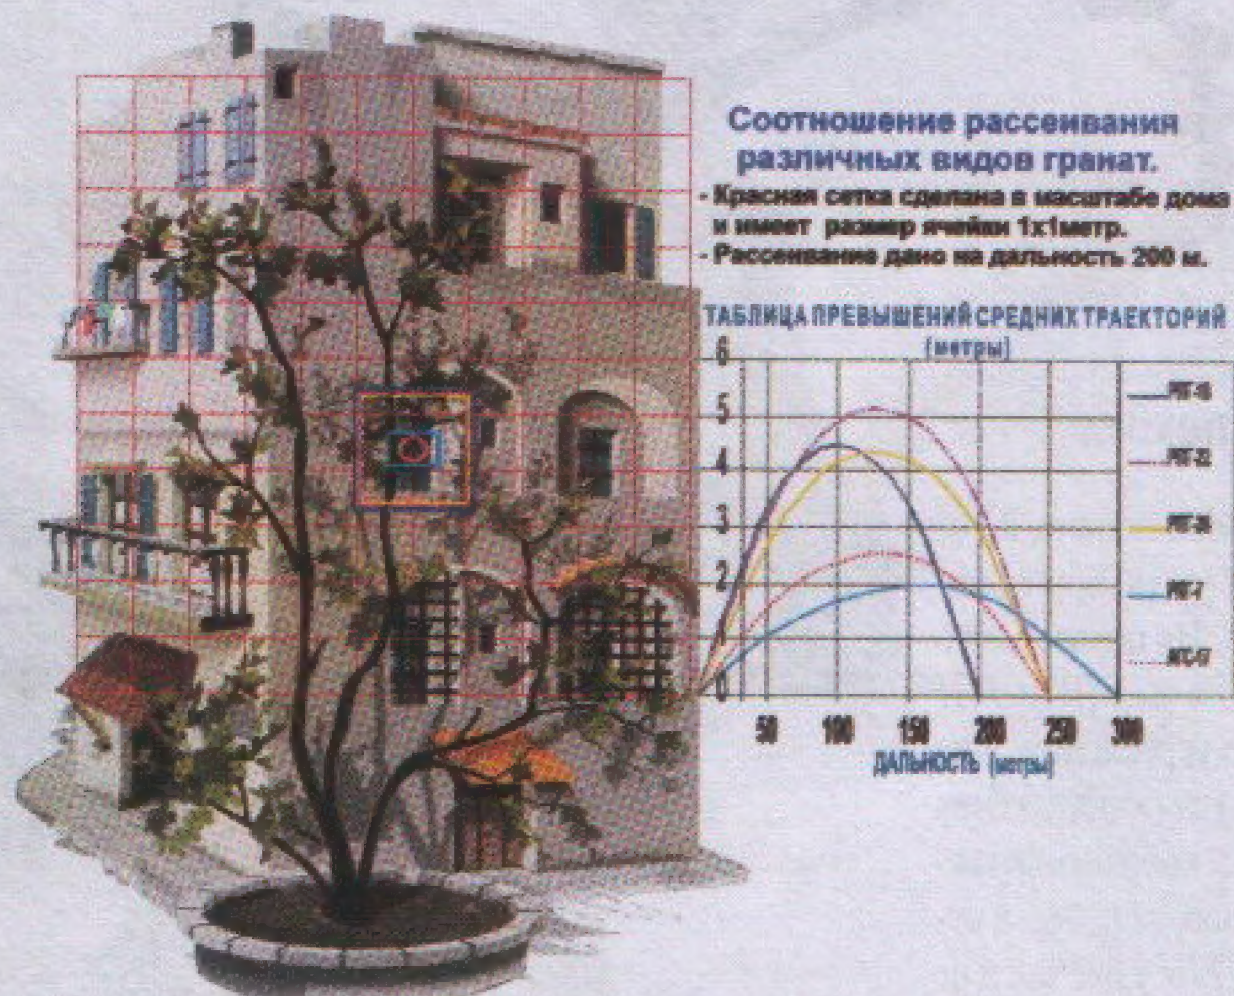 Соотношение рассеивания
различных видов гранат.
- Красная сетка сделана в масштабе дома
и имеет размер ячейки 1х1метр.
- Рассеивание дано на дальность 200 м.
ТАБЛИЦА ПРЕВЫШЕНИЙ СРЕДНИХ ТРАЕКТОРИЙ
(метры)
6
5
4
3
2
0
50 100 150 200 250 300
ДАЛЬНОСТЬ (метры)